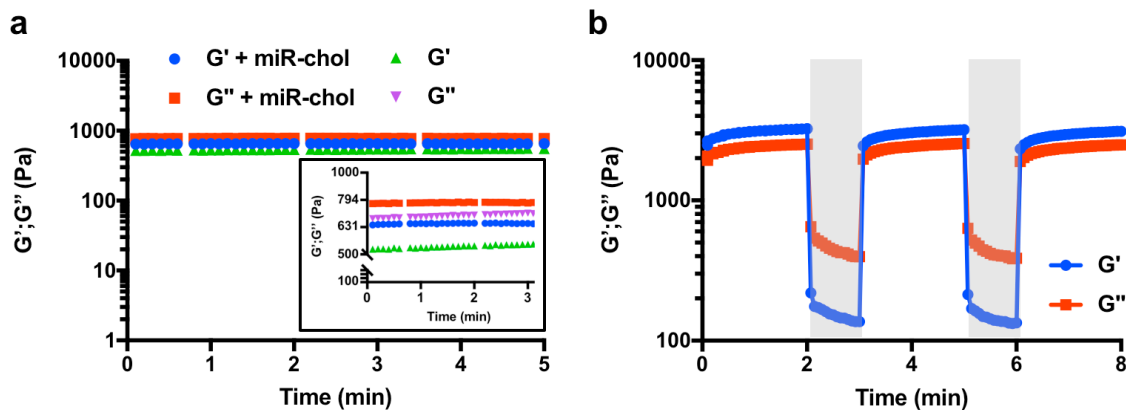 a
G' + miR-chol
G'
G'' + miR-chol
G''
10000
1000
100
10
1
G’;G’’ (Pa)
0
1
2
3
4
5
Time (min)
1000
794
631
500
100
G’;G’’ (Pa)
0
1
2
3
Time (min)
b
10000
1000
100
G’;G’’ (Pa)
G'
G''
0
2
4
6
8
Time (min)